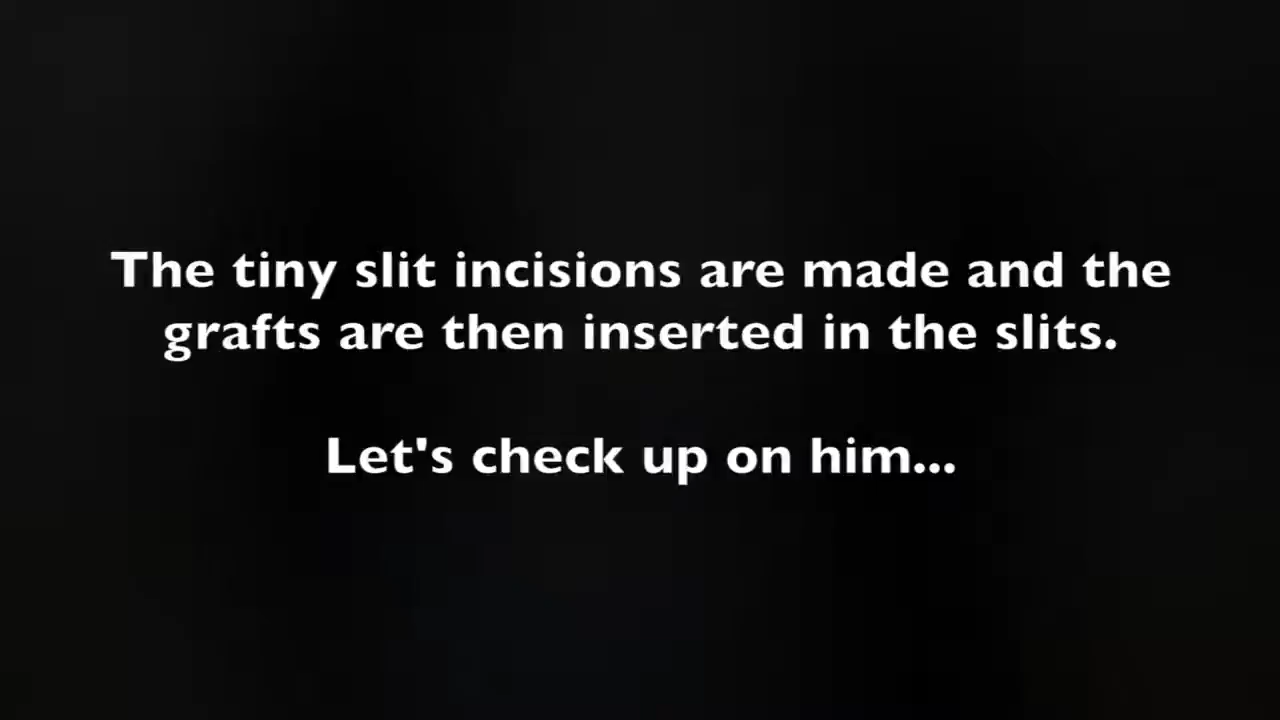 The tiny slit incisions are made and the
grafts are then inserted in the slits.
Let's check up on him...